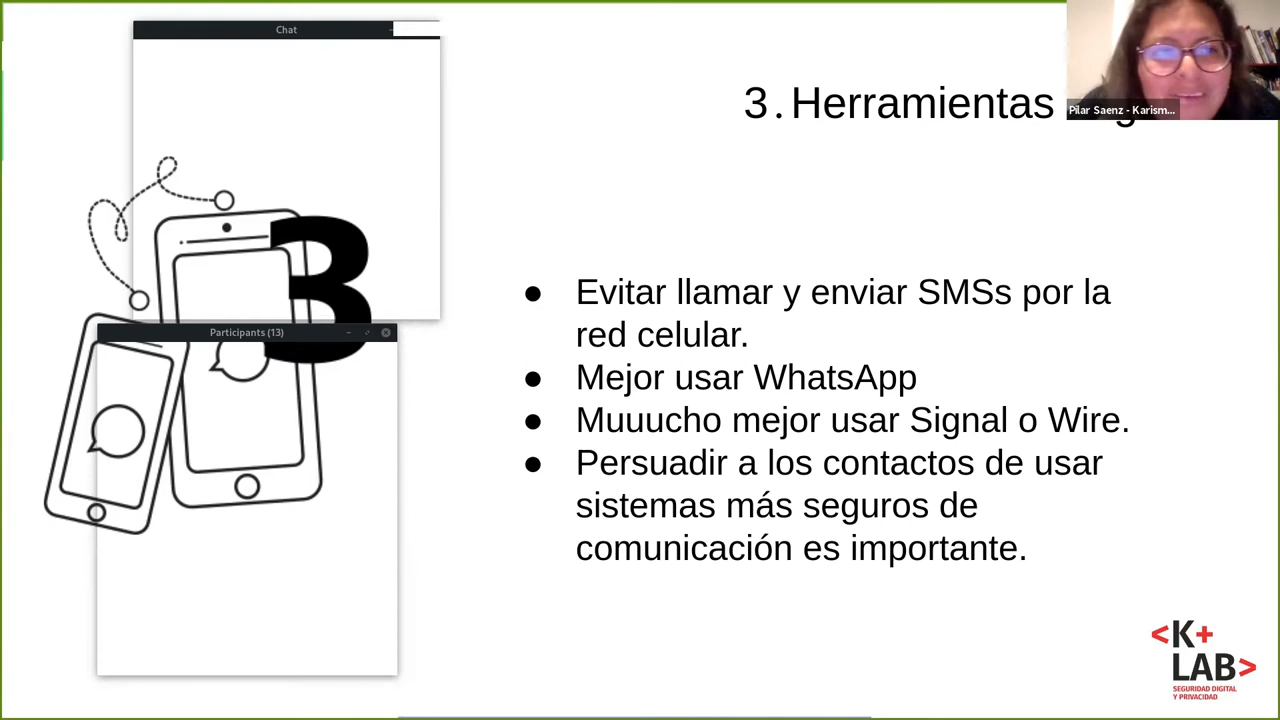 Chat
Pilar Saenz - Karism...
3. Herramientas
3
● Evitar llamar y enviar SMSs por la
red celular.
● Mejor usar WhatsApp
● Muuucho mejor usar Signal o Wire.
● Persuadir a los contactos de usar
sistemas más seguros de
comunicación es importante.
Participants (13)
<K+
LAB>
SEGURIDAD DIGITAL
Y PRIVACIDAD